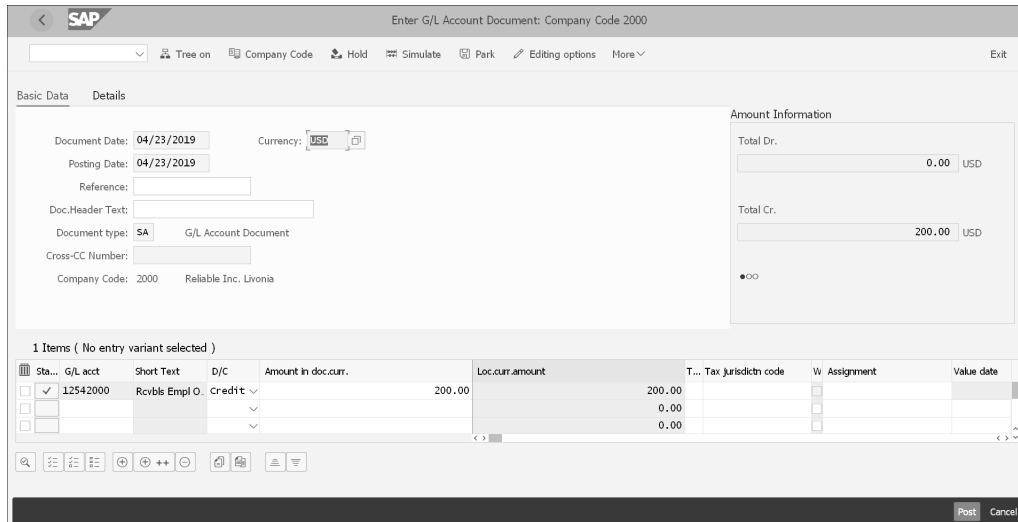 SAP
Enter G/L Account Document: Company Code 2000
Tree on Company Code Hold Simulate Park Editing options More Exit
Basic Data Details
Amount Information
Document Date: 04/23/2019 Currency: USD
Total Dr.
Posting Date: 04/23/2019
0.00 USD
Reference:
Doc.Header Text:
Total Cr.
Document type: SA G/L Account Document
200.00 USD
Cross-CC Number:
Company Code: 2000 Reliable Inc. Livonia
1 Items ( No entry variant selected )
Sta... G/L acct Short Text D/C Amount in doc.curr. Loc.curr.amount T... Tax jurisdictn code W Assignment Value date
12542000 Rcvbls Empl O. Credit 200.00 200.00
0.00
0.00
Post Cancel